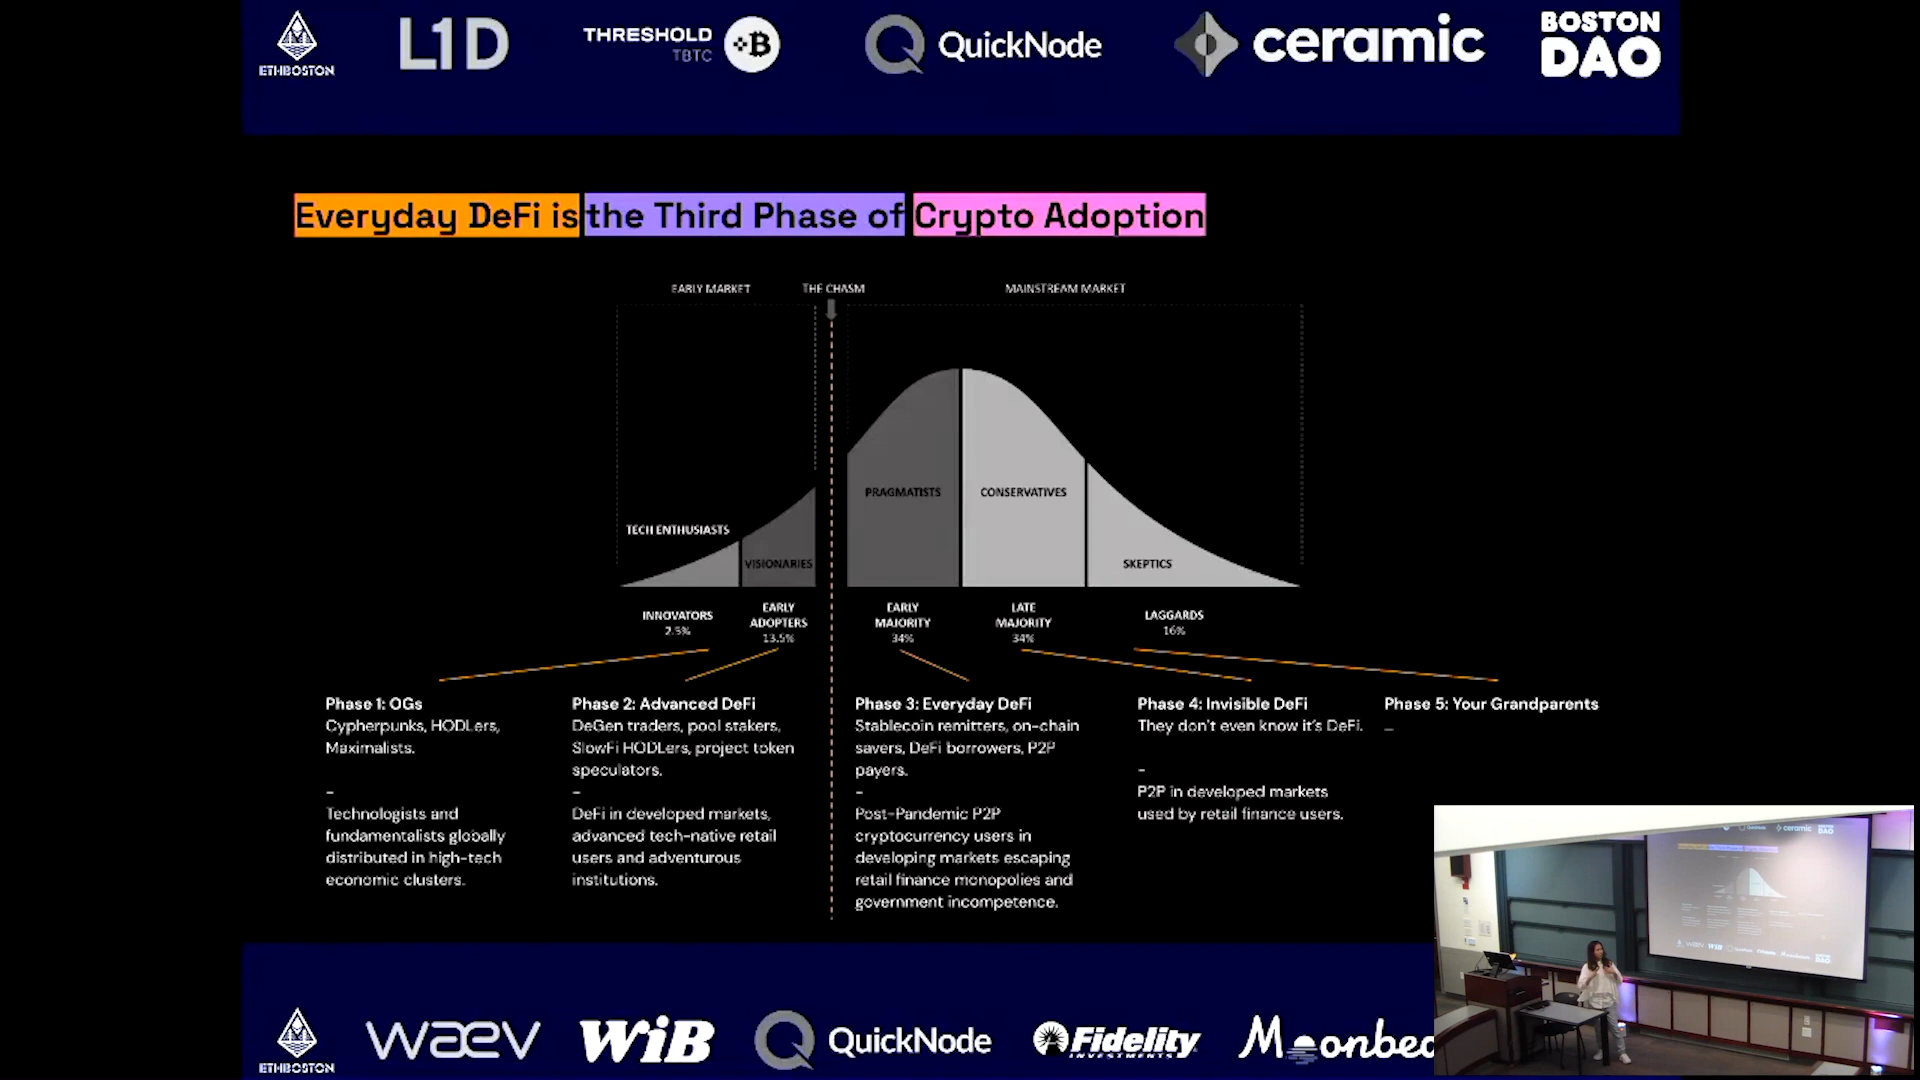 ETHBOSTON
L1D
THRESHOLD
TBTC
QuickNode
ceramic
BOSTON
DAO
Everyday DeFi is the Third Phase of Crypto Adoption
EARLY MARKET
THE CHASM
MAINSTREAM MARKET
PRAGMATISTS
CONSERVATIVES
TECH ENTHUSIASTS
VISIONARIES
SKEPTICS
INNOVATORS
2.5%
EARLY
ADOPTERS
13.5%
EARLY
MAJORITY
34%
LATE
MAJORITY
34%
LAGGARDS
16%
Phase 1: OGs
Cypherpunks, HODLers,
Maximalists.
–
Technologists and
fundamentalists globally
distributed in high-tech
economic clusters.
Phase 2: Advanced DeFi
DeGen traders, pool stakers,
SlowFi HODLers, project token
speculators.
–
DeFi in developed markets,
advanced tech-native retail
users and adventurous
institutions.
Phase 3: Everyday DeFi
Stablecoin remitters, on-chain
savers, DeFi borrowers, P2P
payers.
–
Post-Pandemic P2P
cryptocurrency users in
developing markets escaping
retail finance monopolies and
government incompetence.
Phase 4: Invisible DeFi
They don't even know it's DeFi.
–
P2P in developed markets
used by retail finance users.
Phase 5: Your Grandparents
–
ceramic
BOSTON
DAO
waev
WiB
ETHBOSTON
waev
WiB
QuickNode
Fidelity
INVESTMENTS
Moonbea